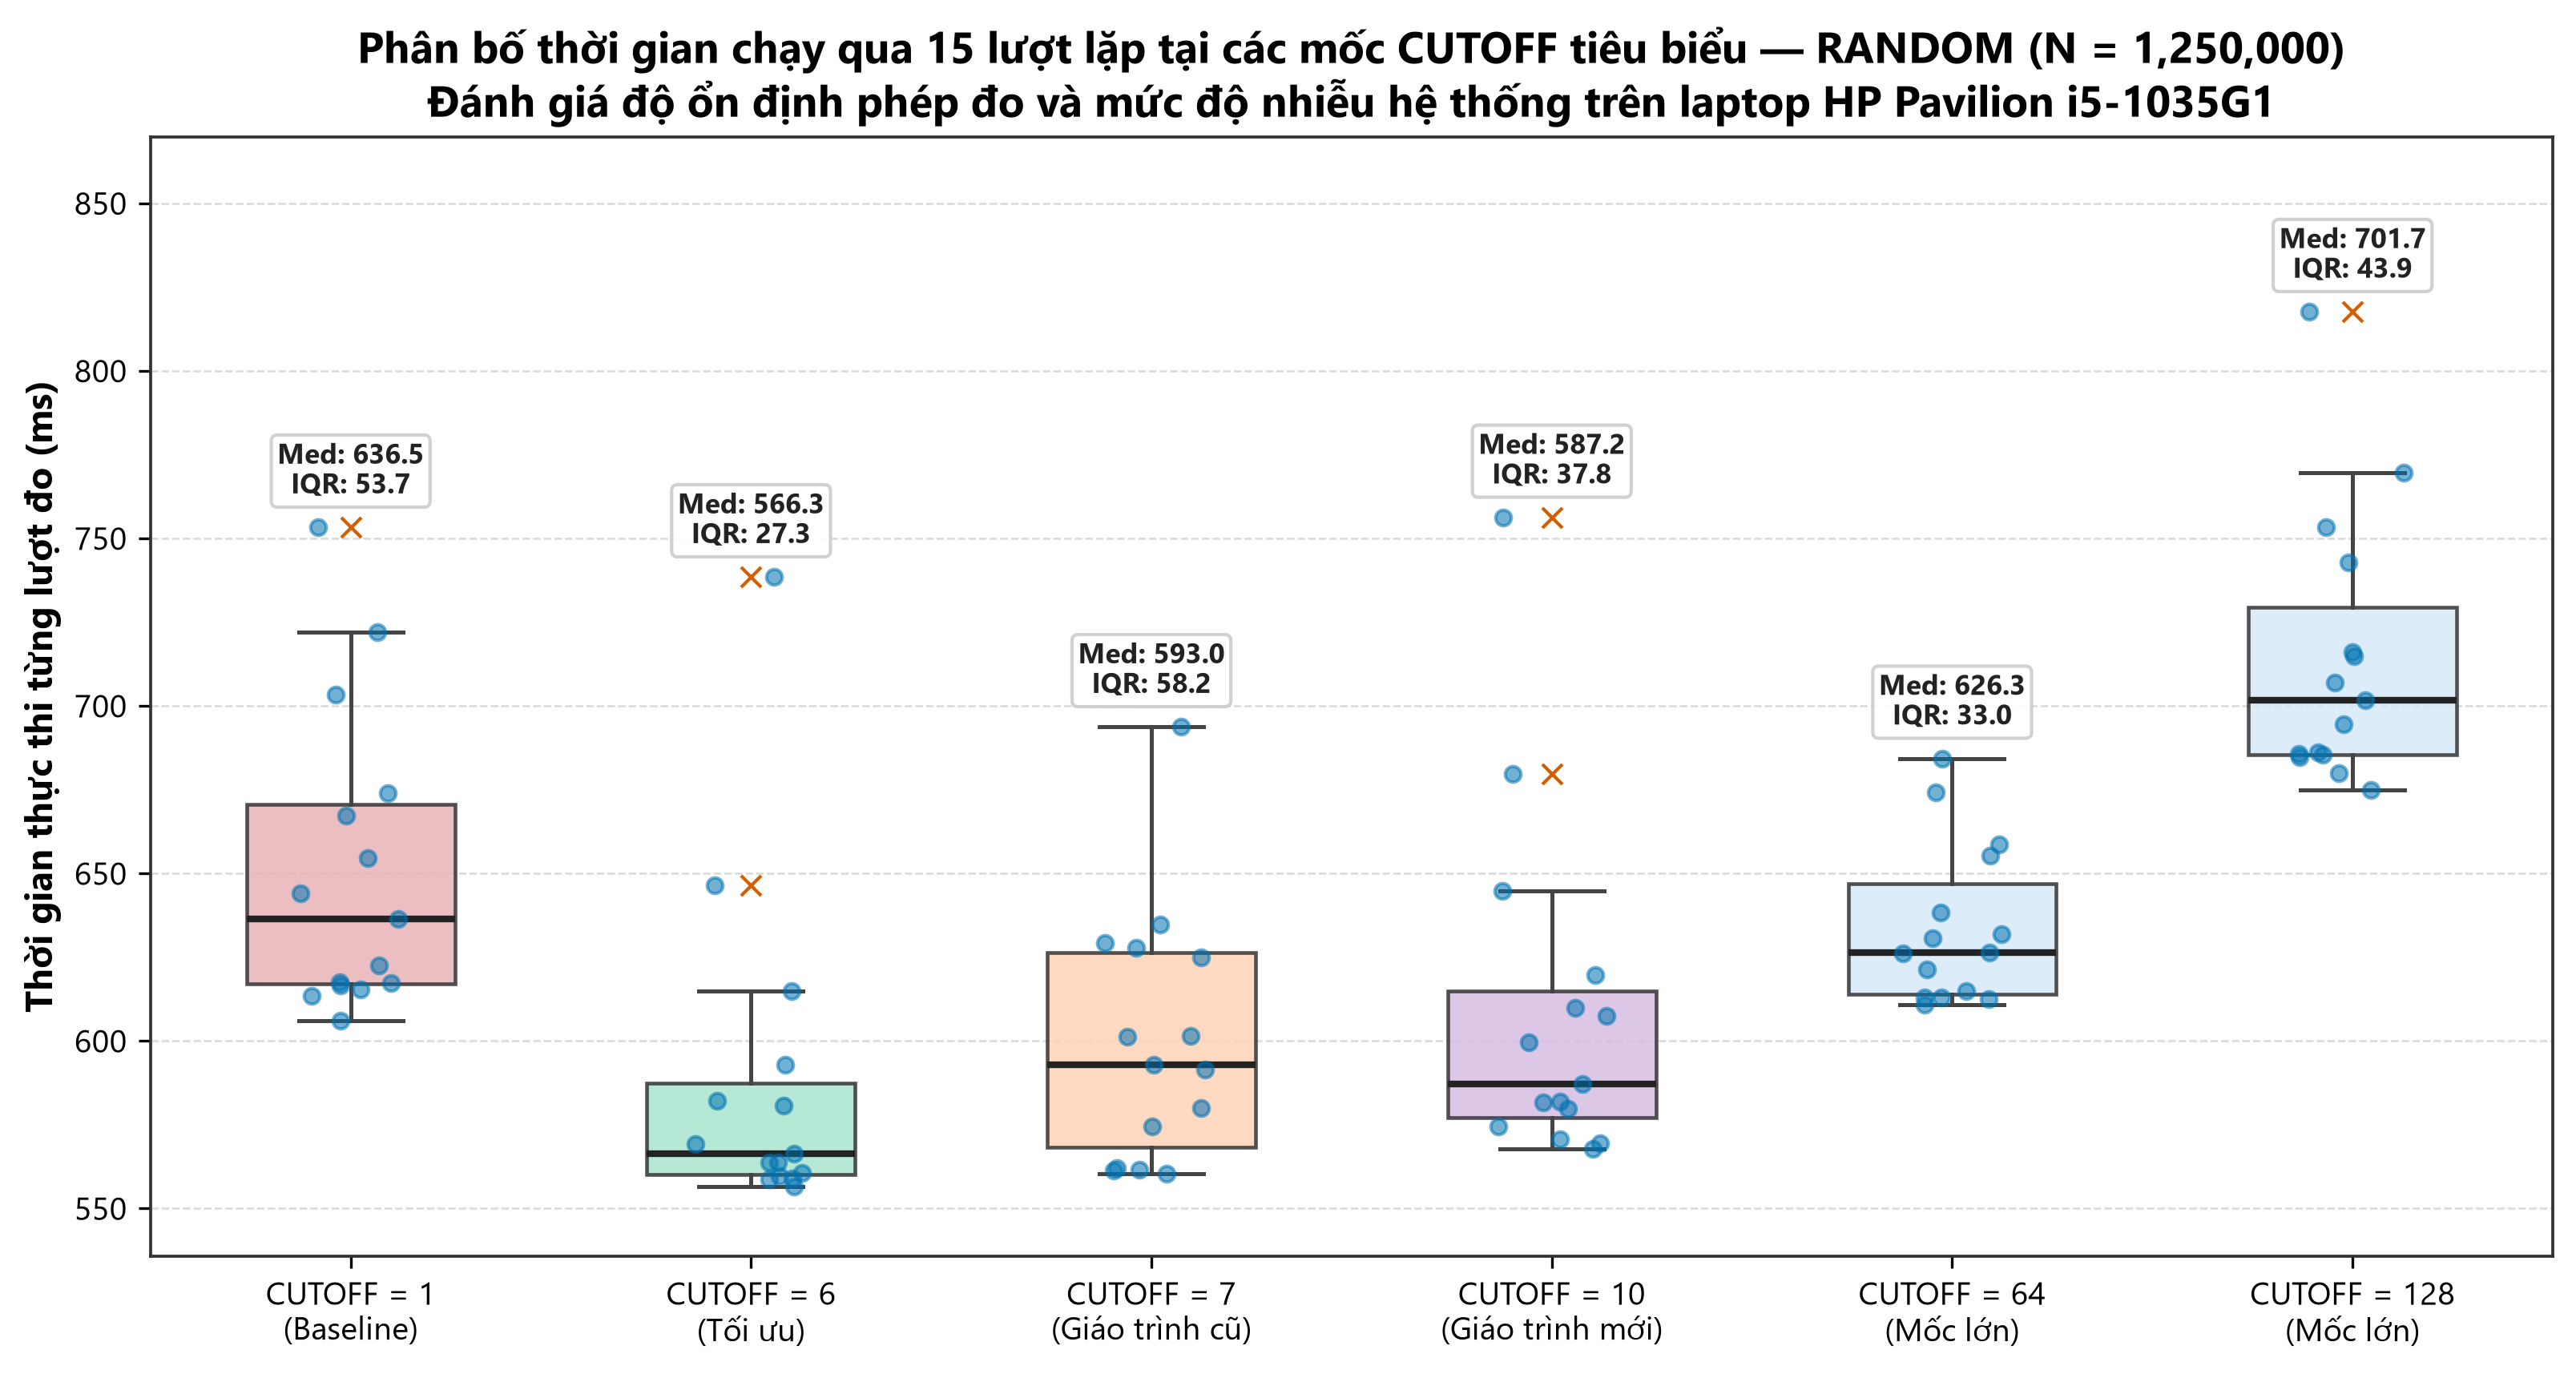 Phân bố thời gian chạy qua 15 lượt lặp tại các mốc CUTOFF tiêu biểu — RANDOM (N = 1,250,000)
Đánh giá độ ổn định phép đo và mức độ nhiễu hệ thống trên laptop HP Pavilion i5-1035G1
Thời gian thực thi từng lượt đo (ms)
850
800
750
700
650
600
550
Med: 636.5
IQR: 53.7
Med: 566.3
IQR: 27.3
Med: 593.0
IQR: 58.2
Med: 587.2
IQR: 37.8
Med: 626.3
IQR: 33.0
Med: 701.7
IQR: 43.9
CUTOFF = 1
(Baseline)
CUTOFF = 6
(Tối ưu)
CUTOFF = 7
(Giáo trình cũ)
CUTOFF = 10
(Giáo trình mới)
CUTOFF = 64
(Mốc lớn)
CUTOFF = 128
(Mốc lớn)